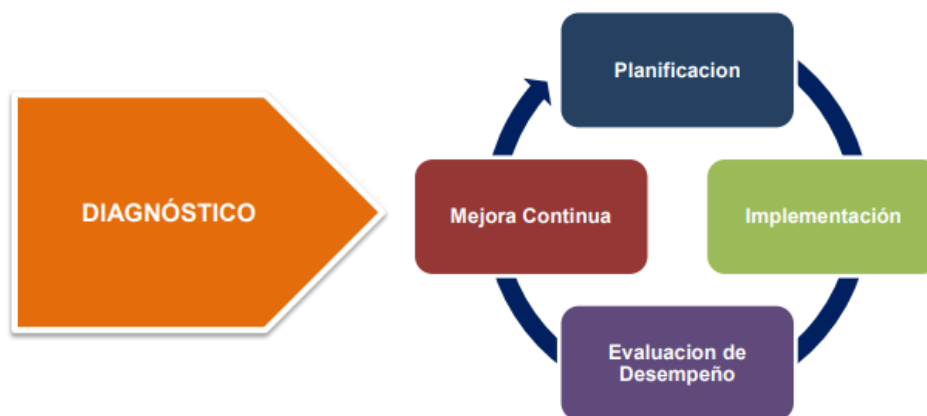 DIAGNÓSTICO
Planificacion
Implementación
Evaluacion de
Desempeño
Mejora Continua